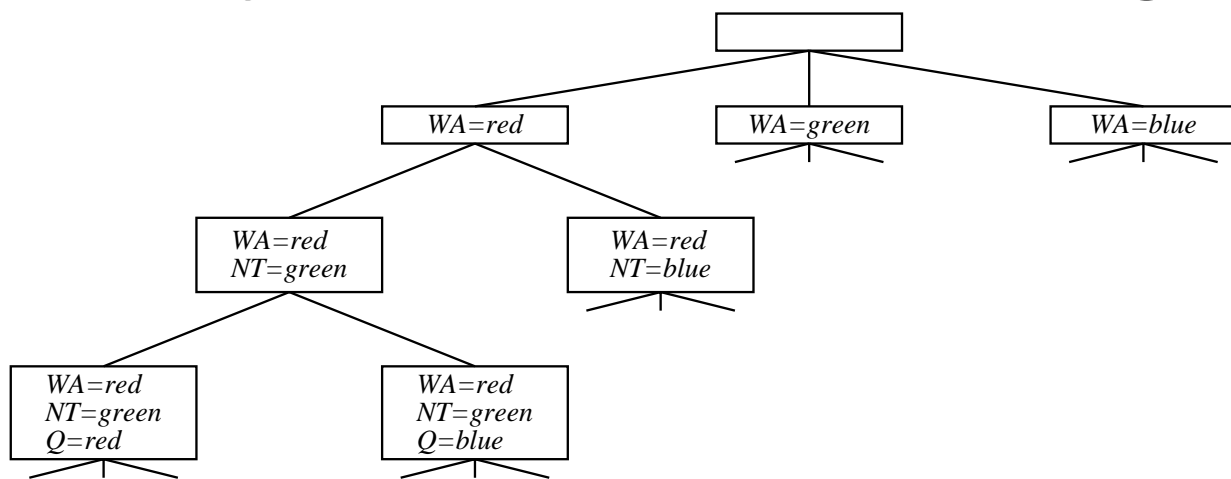 WA=red
WA=green
WA=blue
WA=red
NT=green
WA=red
NT=blue
WA=red
NT=green
Q=red
WA=red
NT=green
Q=blue